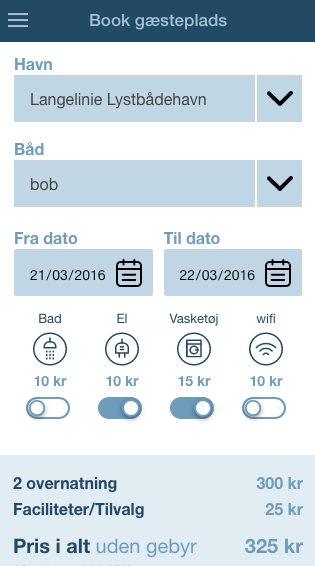 Book gæsteplads
Havn
Langelinie Lystbådehavn
Båd
bob
Fra dato Til dato
21/03/2016 22/03/2016
Bad El Vasketøj wifi
10 kr 10 kr 15 kr 10 kr
2 overnatning 300 kr
Faciliteter/Tilvalg 25 kr
Pris i alt uden gebyr 325 kr